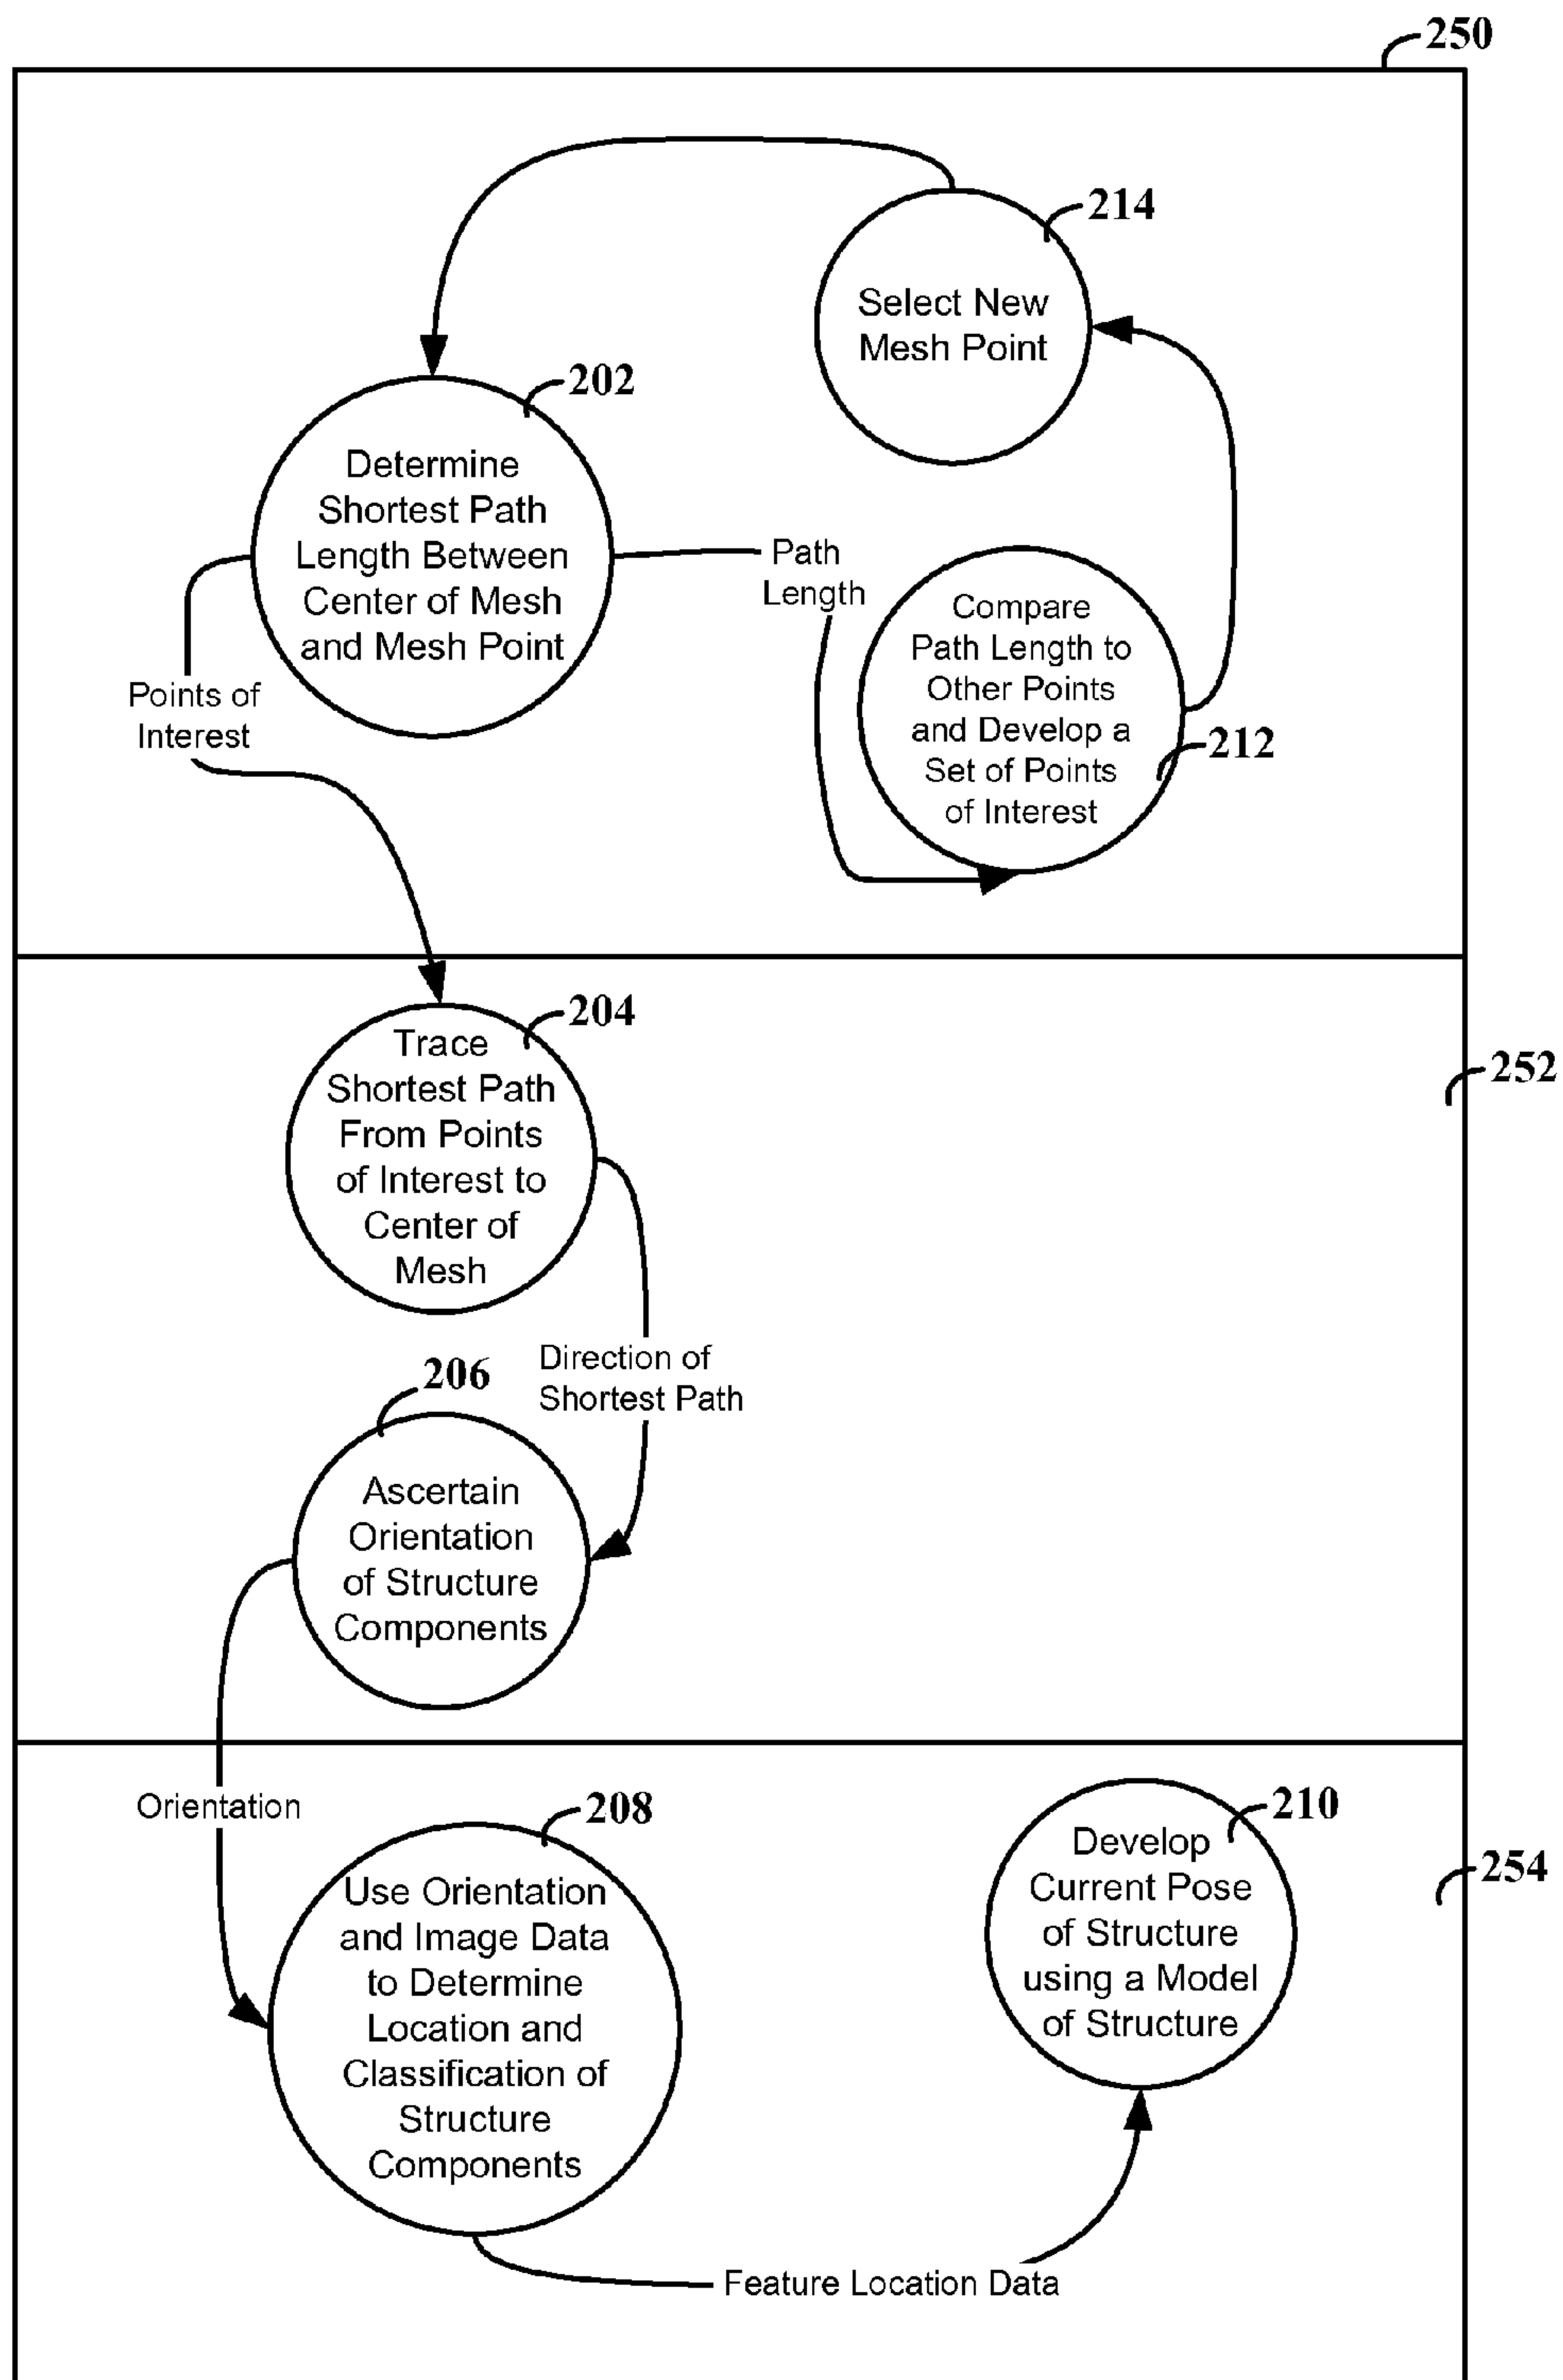 250
214
Select New
Mesh Point
202
Determine
Shortest Path
Length Between
Center of Mesh
and Mesh Point
Path
Length
Compare
Path Length to
Other Points
and Develop a
Set of Points
of Interest
212
Points of
Interest
204
Trace
Shortest Path
From Points
of Interest to
Center of
Mesh
252
Direction of
Shortest Path
206
Ascertain
Orientation
of Structure
Components
Orientation
208
Use Orientation
and Image Data
to Determine
Location and
Classification of
Structure
Components
210
Develop
Current Pose
of Structure
using a Model
of Structure
254
Feature Location Data